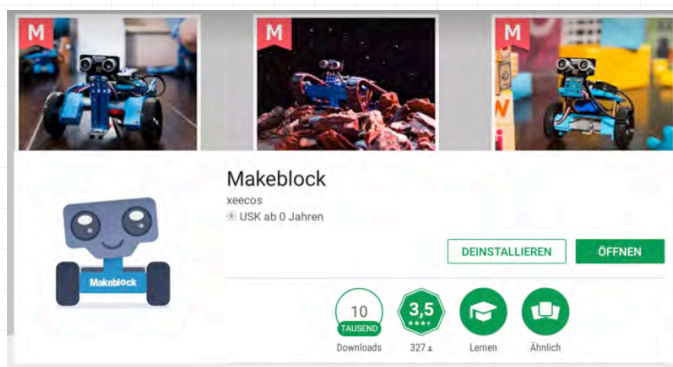 M
M
M
Makeblock
xeecos
USK ab 0 Jahren
Makeblock
DEINSTALLIEREN
ÖFFNEN
10
TAUSEND
3,5
Downloads
327
Lernen
Ähnlich